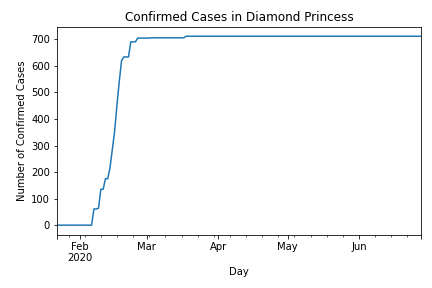 Confirmed Cases in Diamond Princess
Number of Confirmed Cases
700
600
500
400
300
200
100
0
Feb Mar Apr May Jun
2020
Day